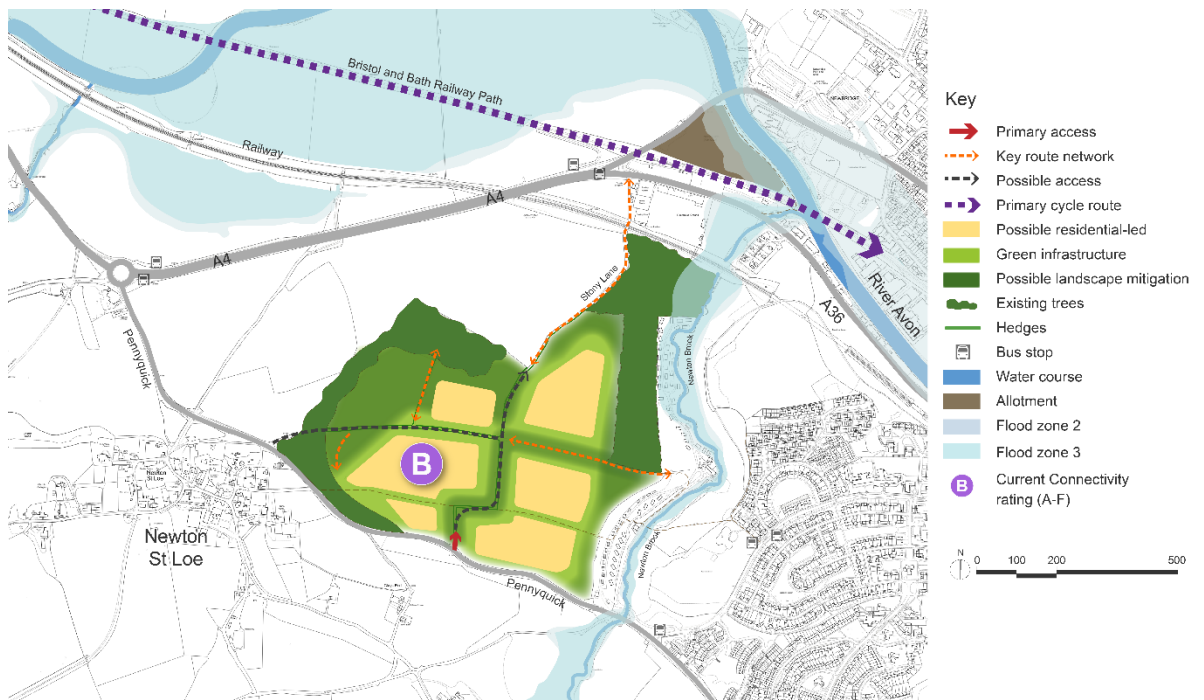 Bristol and Bath Railway Path
NEWBRIDGE
Railway
A4
A4
Stony Lane
River Avon
A36
Pennyquick
Newton Brook
Newton
St Loe
B
Newton
St Loe
Newton Brook
Pennyquick
Key
Primary access
Key route network
Possible access
Primary cycle route
Possible residential-led
Green infrastructure
Possible landscape mitigation
Existing trees
Hedges
Bus stop
Water course
Allotment
Flood zone 2
Flood zone 3
B
Current Connectivity
rating (A-F)
N
0 100 200 500